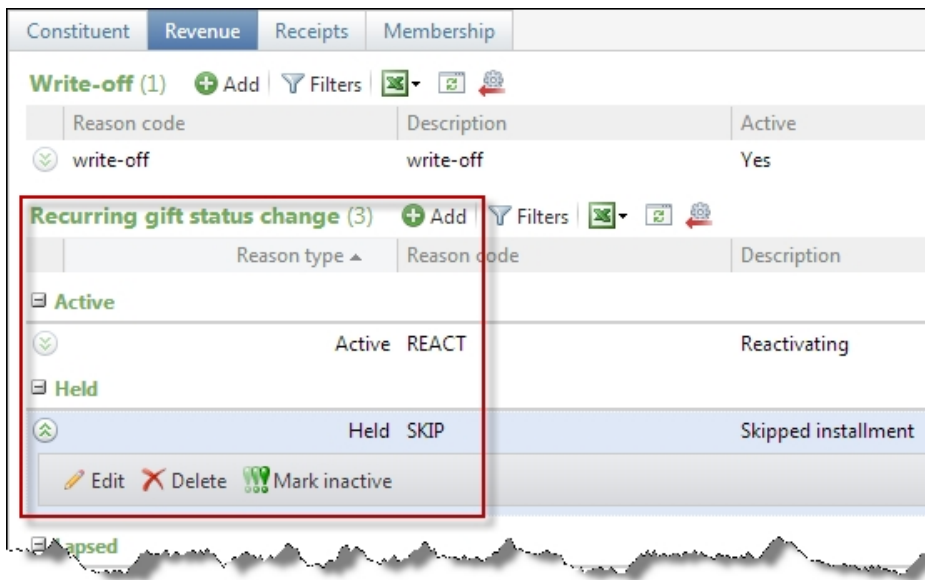 Constituent Revenue Receipts Membership
Write-off (1) Add Filters
Reason code Description Active
write-off write-off Yes
Recurring gift status change (3) Add Filters
Reason type Reason code Description
Active
Active REACT Reactivating
Held
Held SKIP Skipped installment
Edit Delete Mark inactive
Lapsed